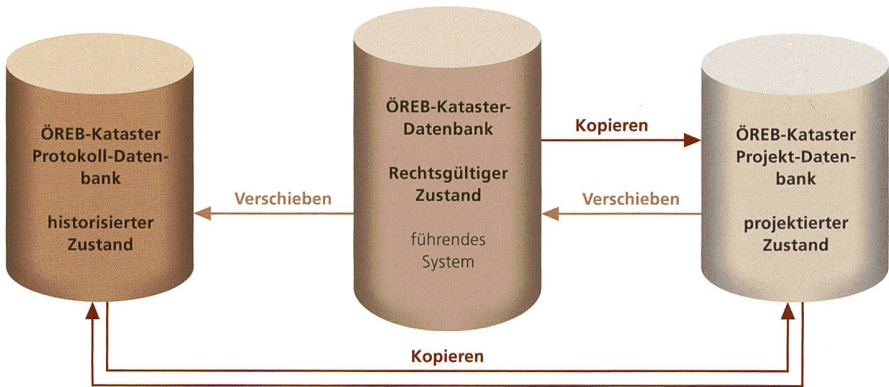 ÖREB-Kataster
Protokoll-Daten-
bank
historisierter
Zustand
Verschieben
ÖREB-Kataster-
Datenbank
Rechtsgültiger
Zustand
führendes
System
Kopieren
Verschieben
ÖREB-Kataster
Projekt-Daten-
bank
projektierter
Zustand
Kopieren